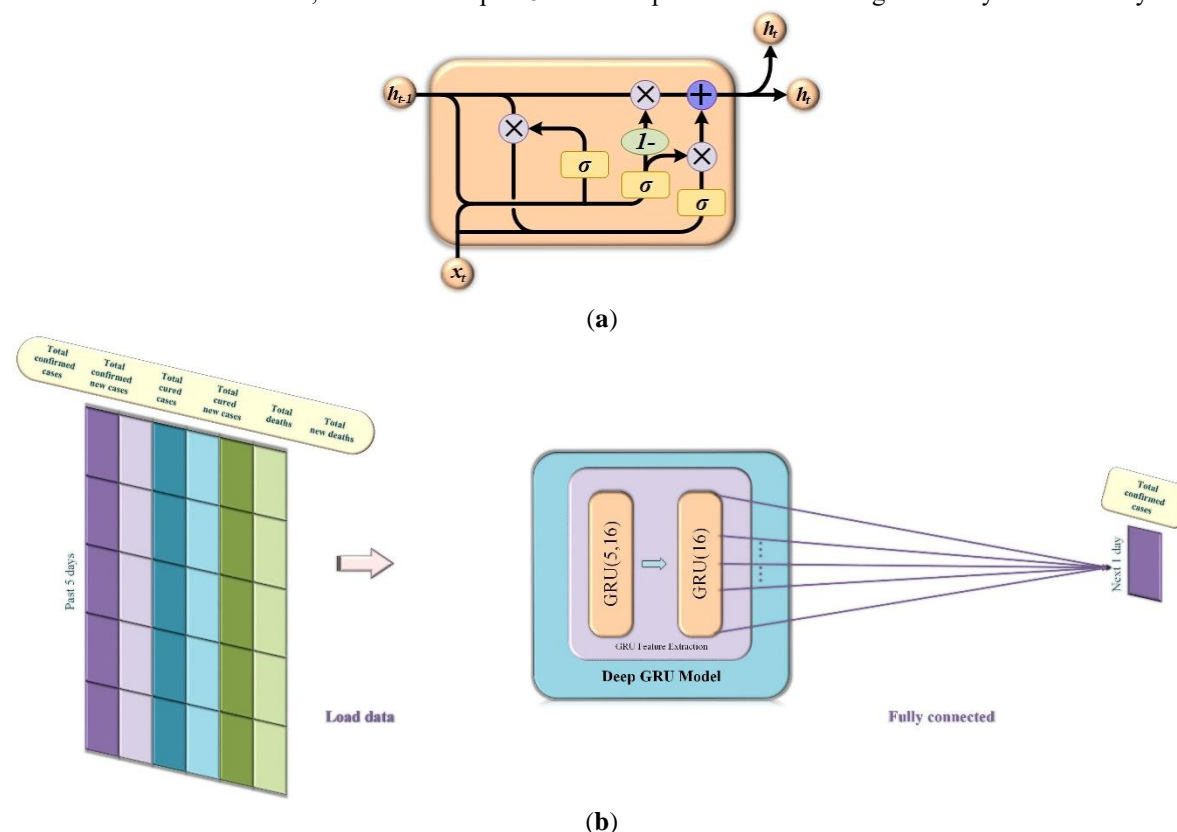 h_t
h_{t-1}
h_t
×
+
×
1-
×
σ
σ
σ
x_t
(a)
Total
confirmed
cases
Total
confirmed
new cases
Total
cured
cases
Total
cured
new cases
Total
deaths
Total
new deaths
Past 5 days
Load data
GRU(5,16)
GRU(16)
GRU Feature Extraction
Deep GRU Model
Fully connected
Total
confirmed
cases
Next 1 day
(b)